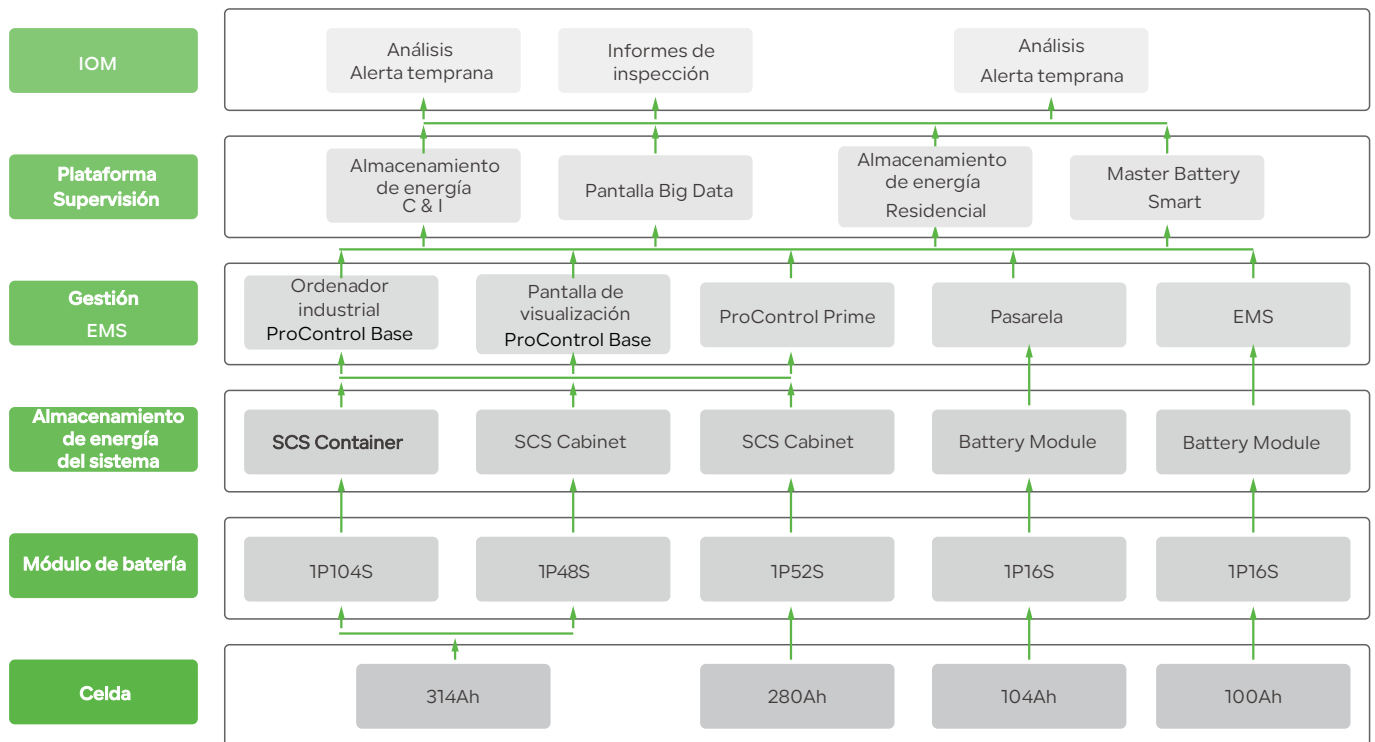 IOM
Análisis
Alerta temprana
Informes de
inspección
Análisis
Alerta temprana
Plataforma
Supervisión
Almacenamiento
de energía
C & I
Pantalla Big Data
Almacenamiento
de energía
Residencial
Master Battery
Smart
Gestión
EMS
Ordenador
industrial
ProControl Base
Pantalla de
visualización
ProControl Base
ProControl Prime
Pasarela
EMS
Almacenamiento
de energía
del sistema
SCS Container
SCS Cabinet
SCS Cabinet
Battery Module
Battery Module
Módulo de batería
1P104S
1P48S
1P52S
1P16S
1P16S
Celda
314Ah
280Ah
104Ah
100Ah